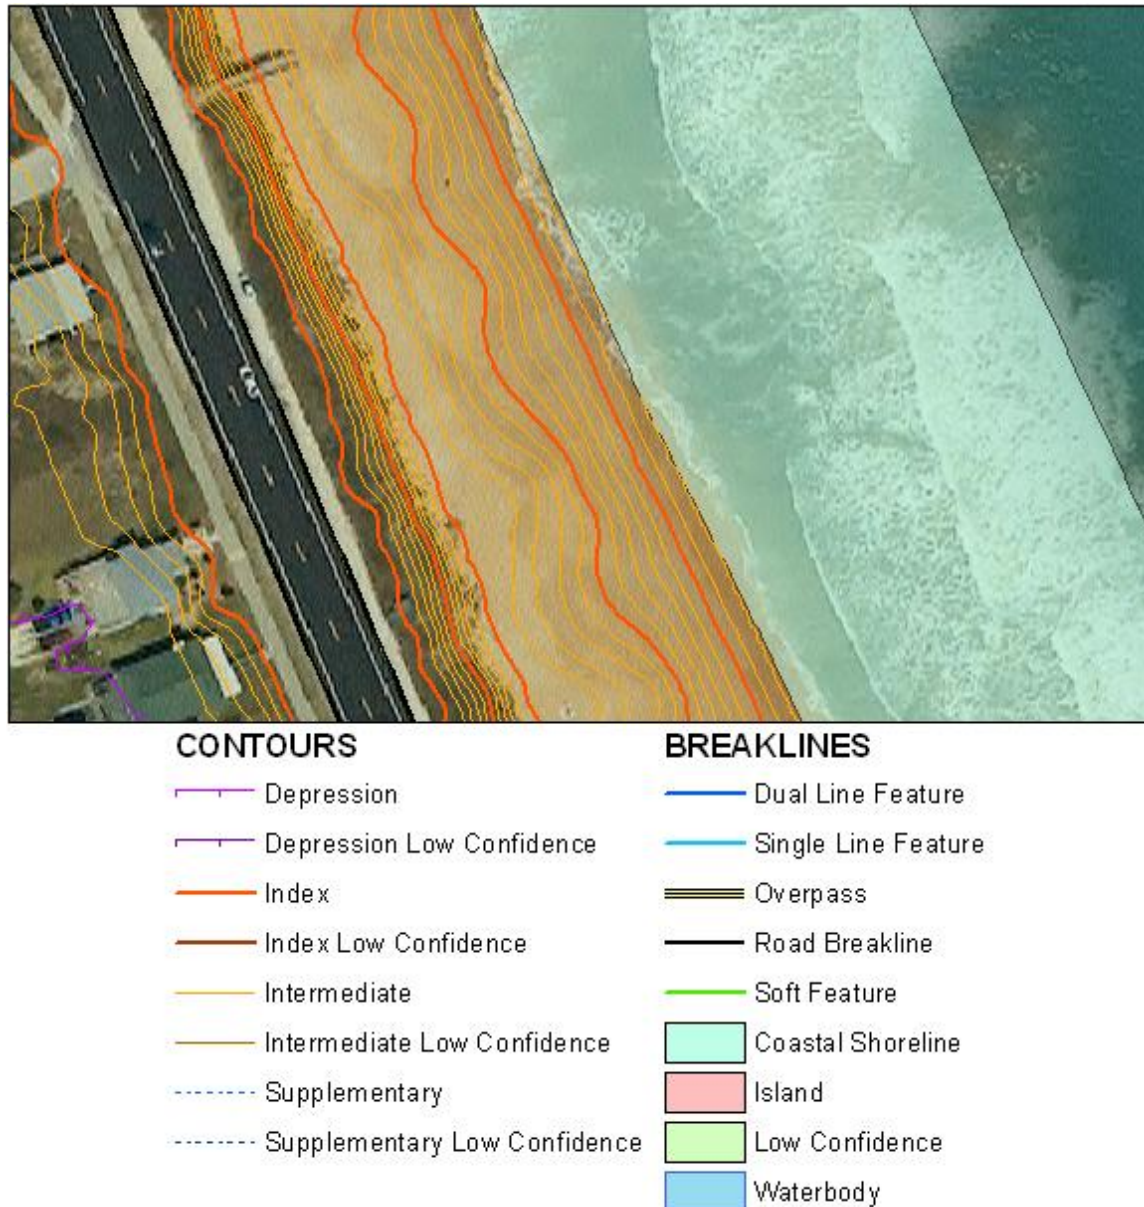 CONTOURS
Depression
Depression Low Confidence
Index
Index Low Confidence
Intermediate
Intermediate Low Confidence
Supplementary
Supplementary Low Confidence
BREAKLINES
Dual Line Feature
Single Line Feature
Overpass
Road Breakline
Soft Feature
Coastal Shoreline
Island
Low Confidence
Waterbody